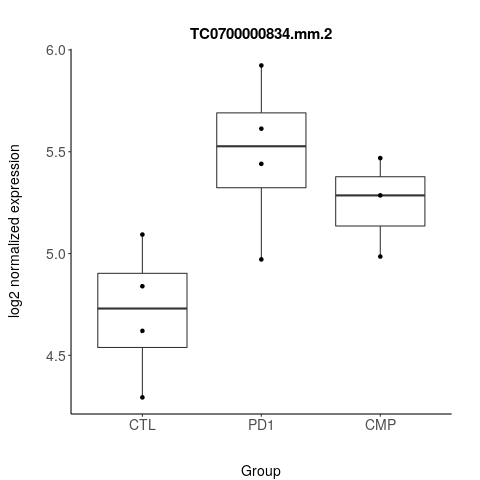 TC0700000834.mm.2
6.0
5.5
5.0
4.5
log2 normalized expression
CTL PD1 CMP
Group